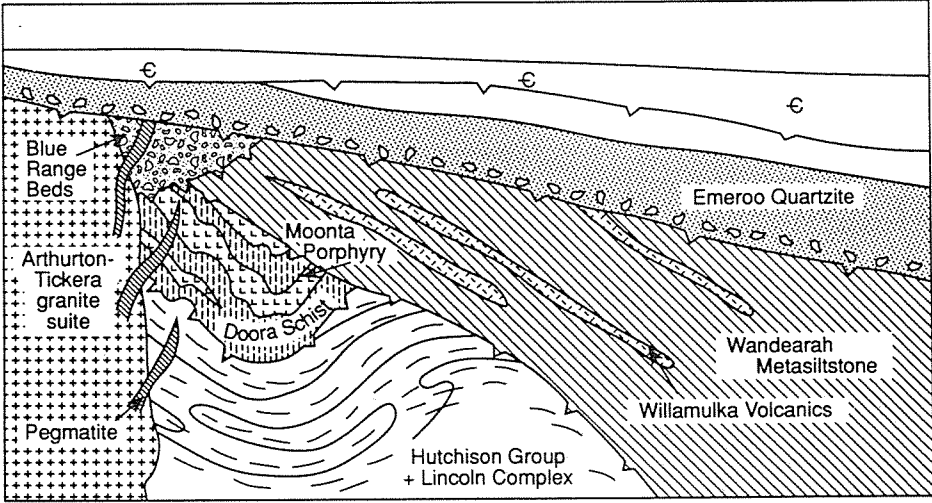 Є
Є
Є
Blue
Range
Beds
Emeroo Quartzite
Moonta
Porphyry
Arthurton-
Tickera
granite
suite
Doora Schist
Wandearah
Metasiltstone
Willamulka Volcanics
Pegmatite
Hutchison Group
+ Lincoln Complex